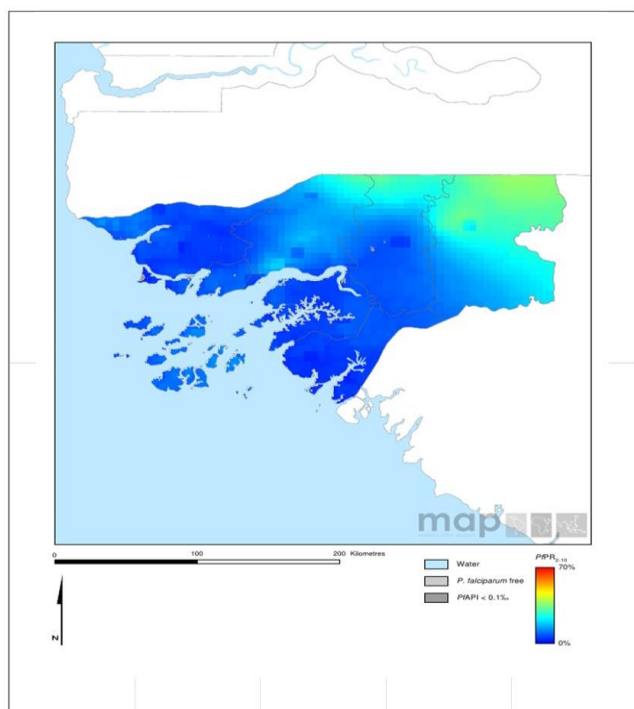 map
0 100 200 Kilometres
Water
P. falciparum free
PfAPI < 0.1‰
PfPR2-10
70%
0%
N